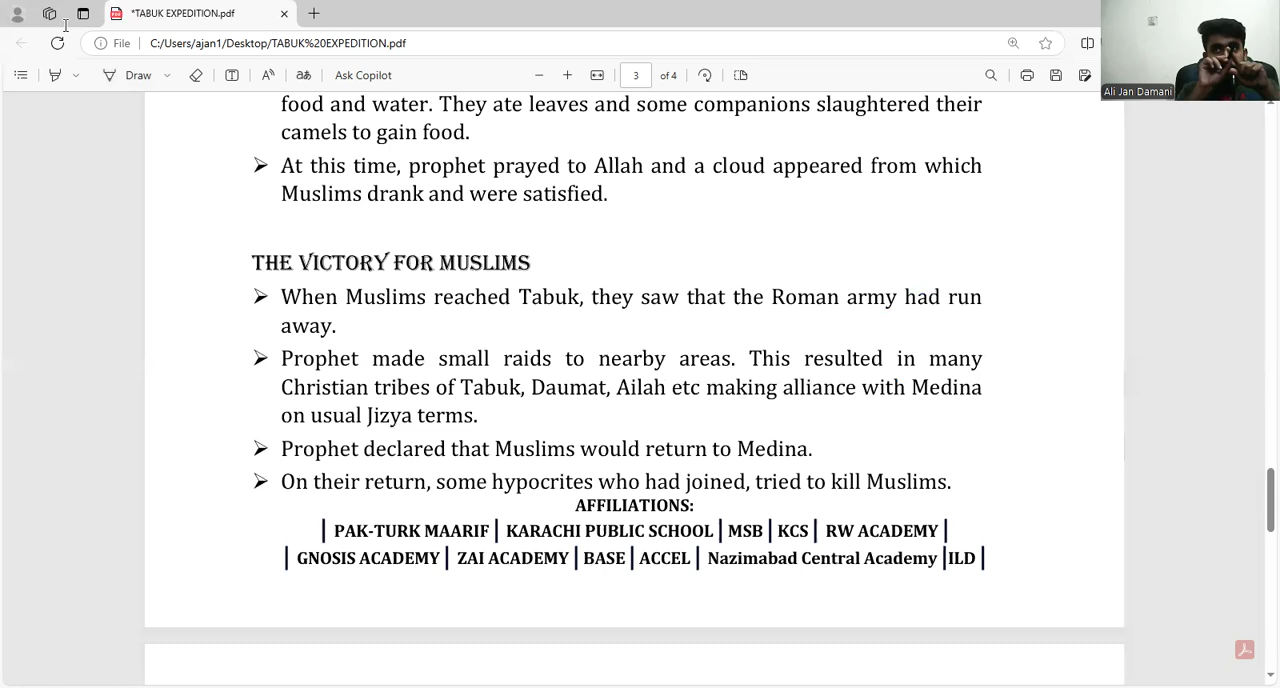 *TABUK EXPEDITION.pdf
File C:/Users/ajan1/Desktop/TABUK%20EXPEDITION.pdf
Draw Ask Copilot 3 of 4
Ali Jan Damani
food and water. They ate leaves and some companions slaughtered their
camels to gain food.
➢ At this time, prophet prayed to Allah and a cloud appeared from which
Muslims drank and were satisfied.
THE VICTORY FOR MUSLIMS
➢ When Muslims reached Tabuk, they saw that the Roman army had run
away.
➢ Prophet made small raids to nearby areas. This resulted in many
Christian tribes of Tabuk, Daumat, Ailah etc making alliance with Medina
on usual Jizya terms.
➢ Prophet declared that Muslims would return to Medina.
➢ On their return, some hypocrites who had joined, tried to kill Muslims.
AFFILIATIONS:
| PAK-TURK MAARIF | KARACHI PUBLIC SCHOOL | MSB | KCS | RW ACADEMY |
| GNOSIS ACADEMY | ZAI ACADEMY | BASE | ACCEL | Nazimabad Central Academy | ILD |